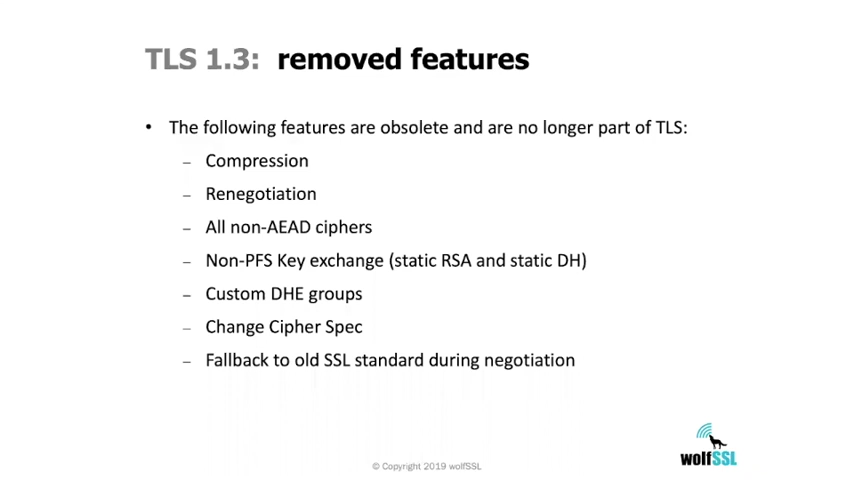 TLS 1.3: removed features
• The following features are obsolete and are no longer part of TLS:
– Compression
– Renegotiation
– All non-AEAD ciphers
– Non-PFS Key exchange (static RSA and static DH)
– Custom DHE groups
– Change Cipher Spec
– Fallback to old SSL standard during negotiation
© Copyright 2019 wolfSSL
wolfSSL